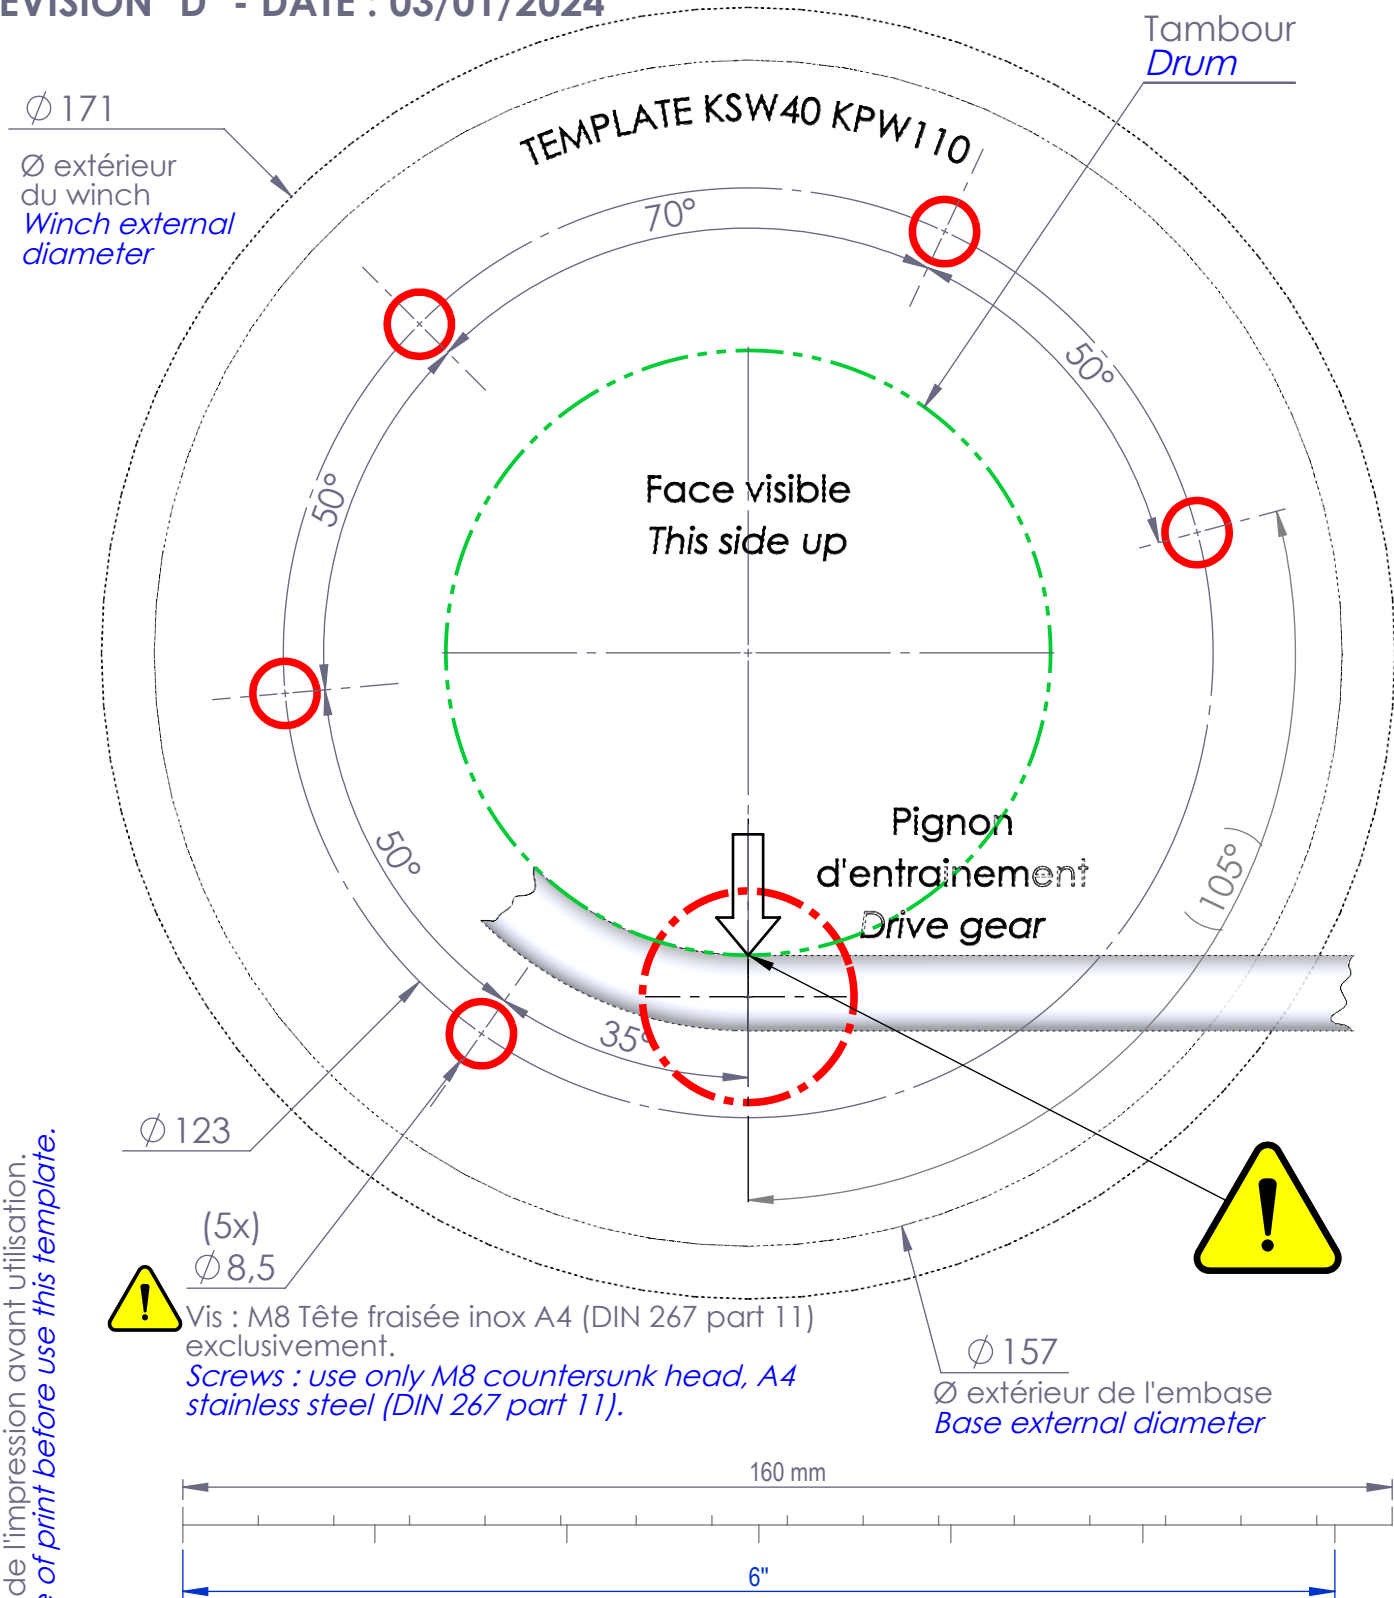 EVISION "D" - DATE : 03/01/2024
Tambour
Drum
Ø 171
Ø extérieur
du winch
Winch external
diameter
TEMPLATE KSW40 KPW110
70°
50°
50°
Face visible
This side up
50°
Pignon
d'entrainement
Drive gear
(105°)
35°
Ø 123
(5x)
Ø 8,5
Vis : M8 Tête fraisée inox A4 (DIN 267 part 11)
exclusivement.
Screws : use only M8 countersunk head, A4
stainless steel (DIN 267 part 11).
Ø 157
Ø extérieur de l'embase
Base external diameter
de l'impression avant utilisation.
of print before use this template.
160 mm
6"